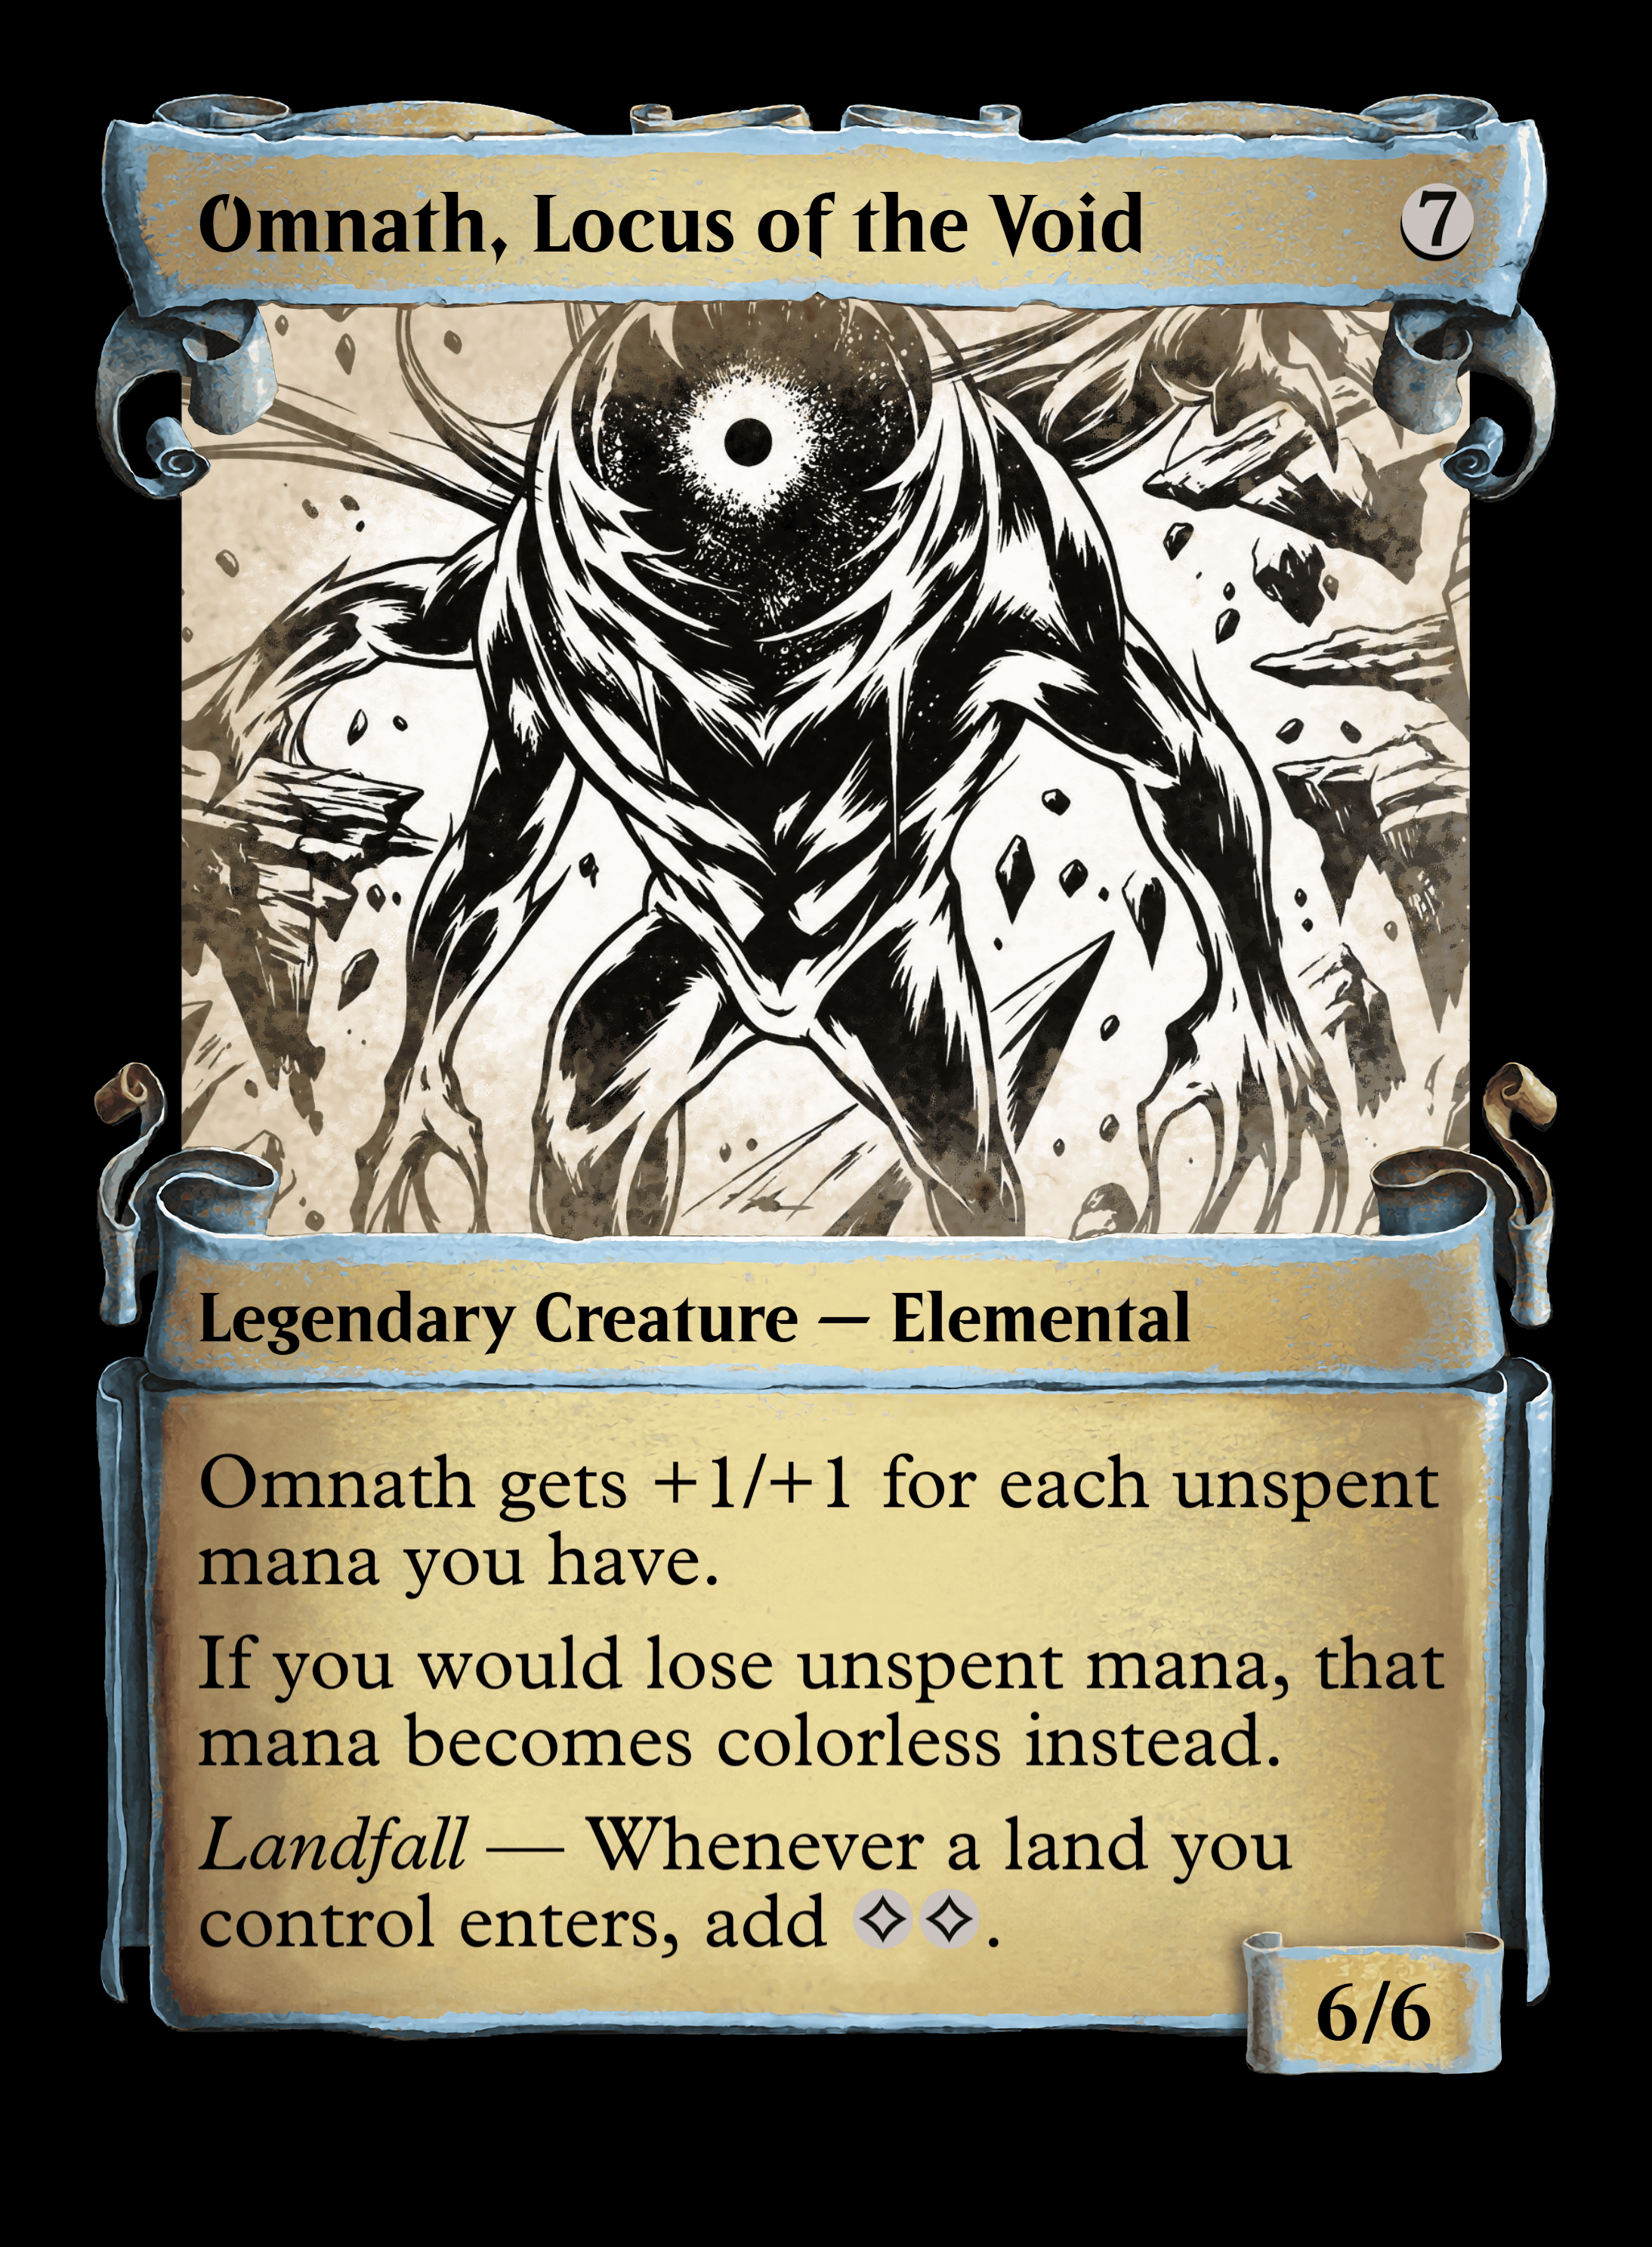 Omnath, Locus of the Void 7
Legendary Creature — Elemental
Omnath gets +1/+1 for each unspent
mana you have.
If you would lose unspent mana, that
mana becomes colorless instead.
Landfall — Whenever a land you
control enters, add .
6/6